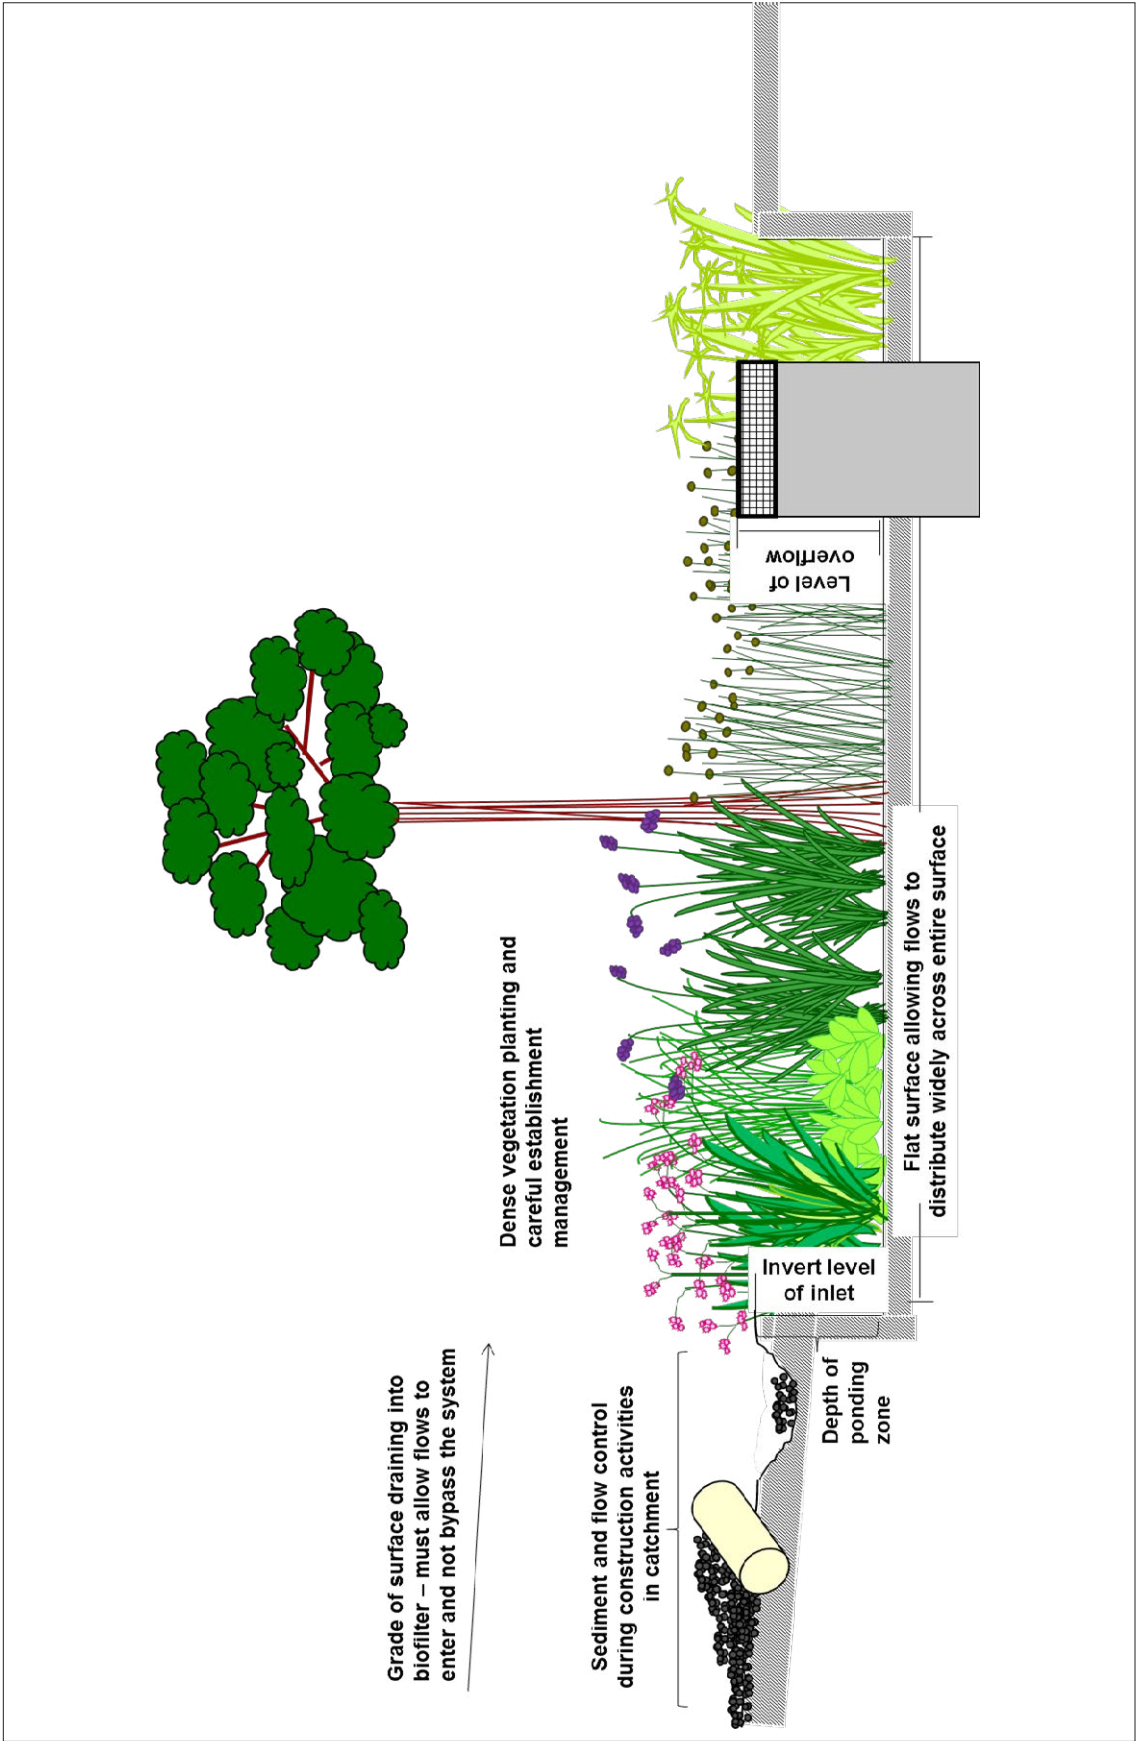 Grade of surface draining into
biofilter – must allow flows to
enter and not bypass the system
Dense vegetation planting and
careful establishment
management
Sediment and flow control
during construction activities
in catchment
Level of
overflow
Invert level
of inlet
Depth of
ponding
zone
Flat surface allowing flows to
distribute widely across entire surface